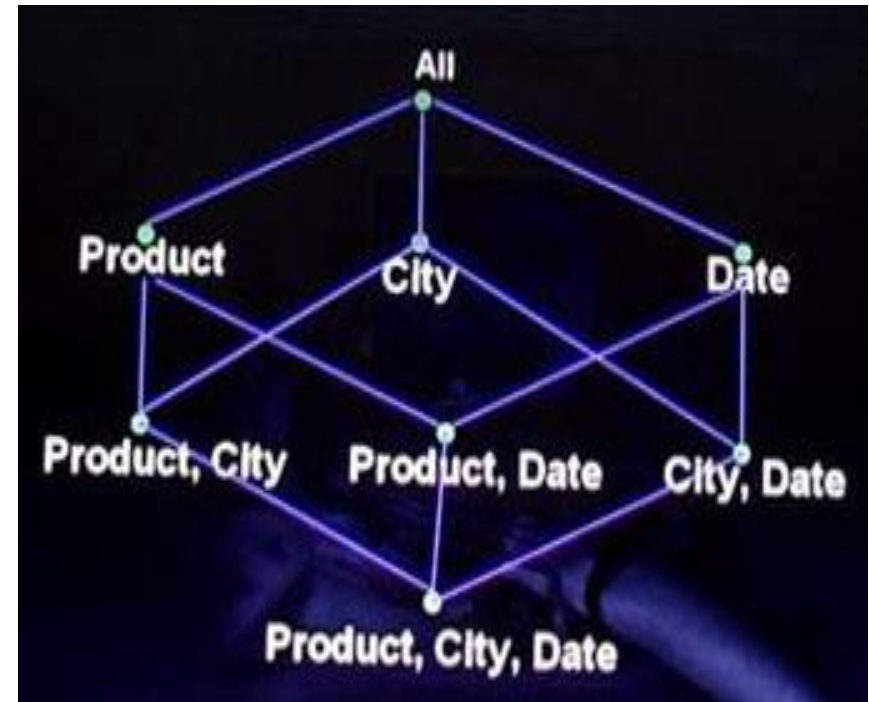 All
Product
City
Date
Product, City
Product, Date
City, Date
Product, City, Date